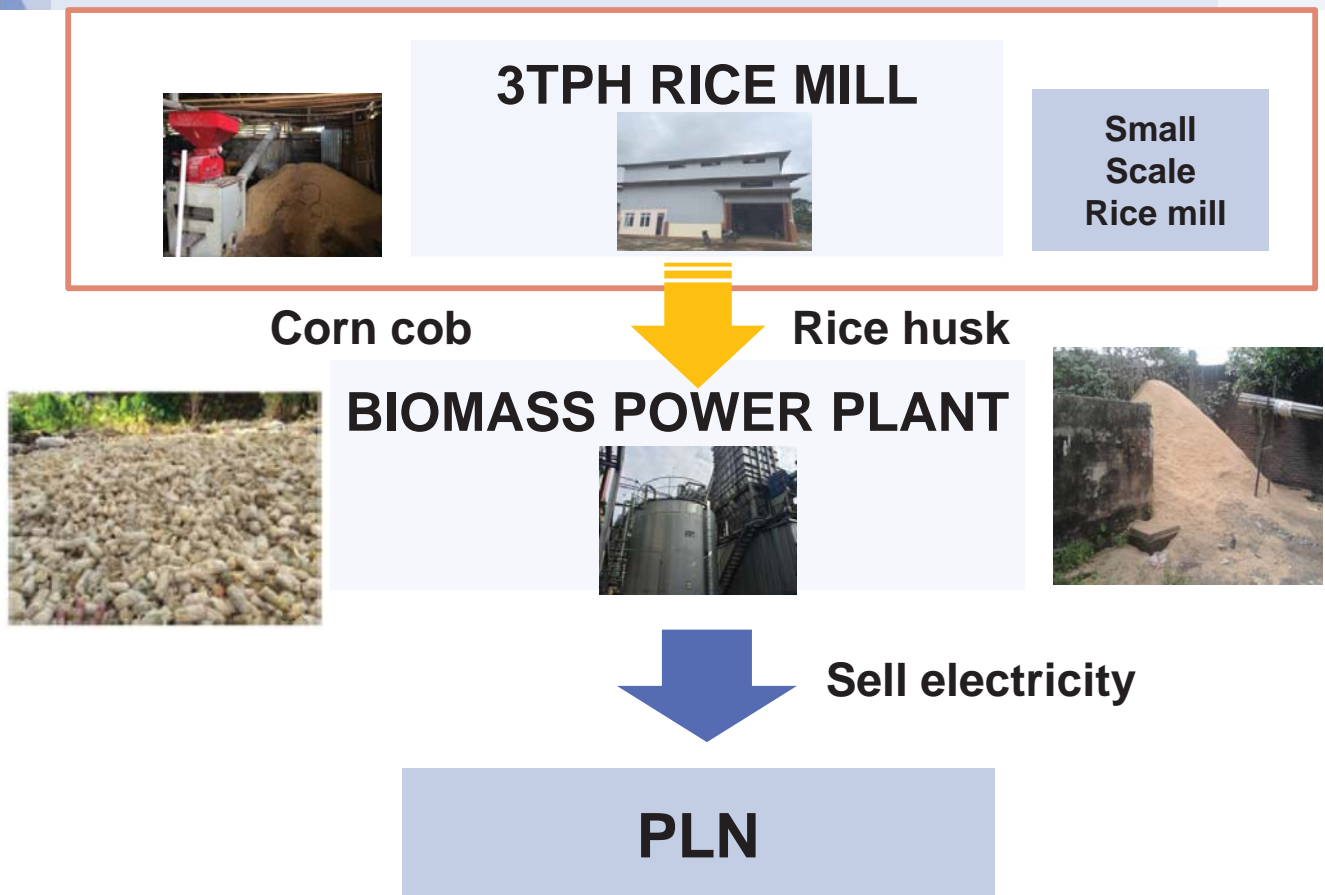 3TPH RICE MILL
Small
Scale
Rice mill
Corn cob
Rice husk
BIOMASS POWER PLANT
Sell electricity
PLN